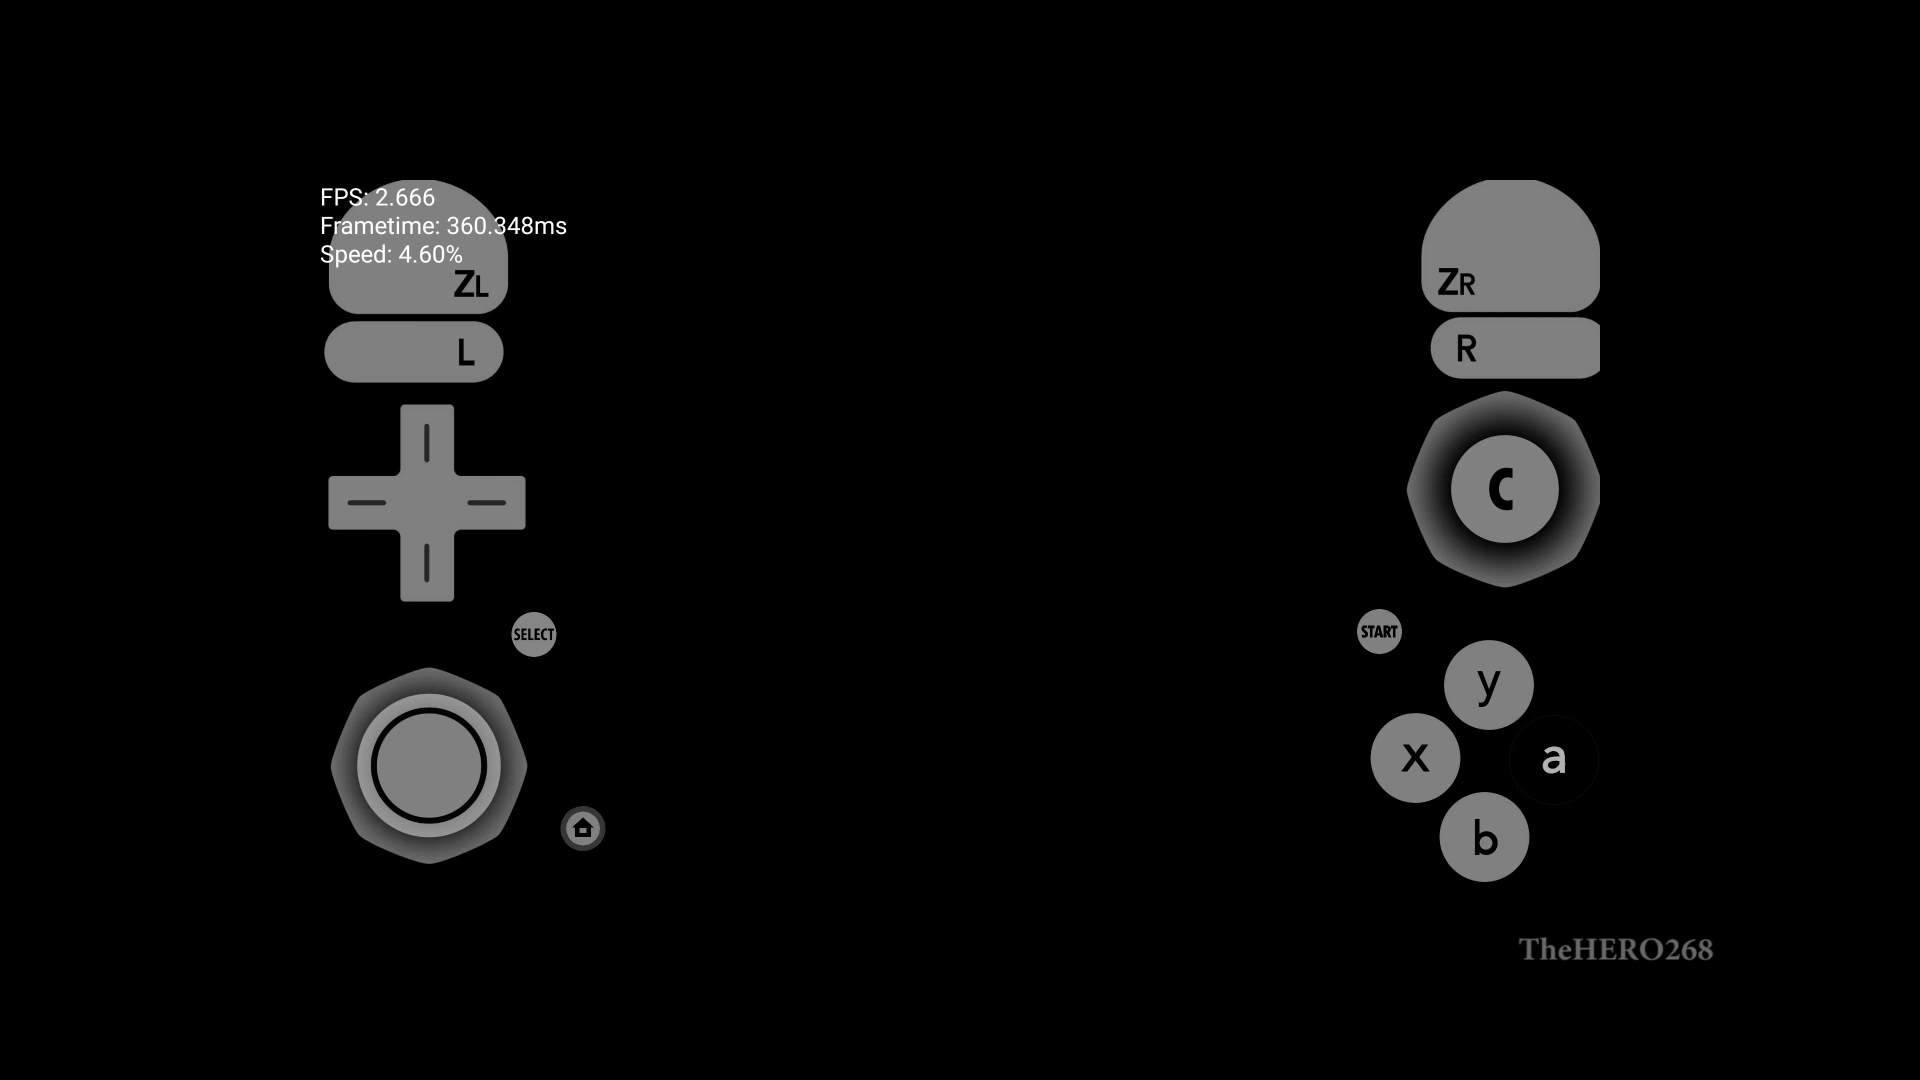 FPS: 2.666
Frametime: 360.348ms
Speed: 4.60%
ZL
ZR
L
R
C
SELECT
START
y
x
a
b
TheHERO268